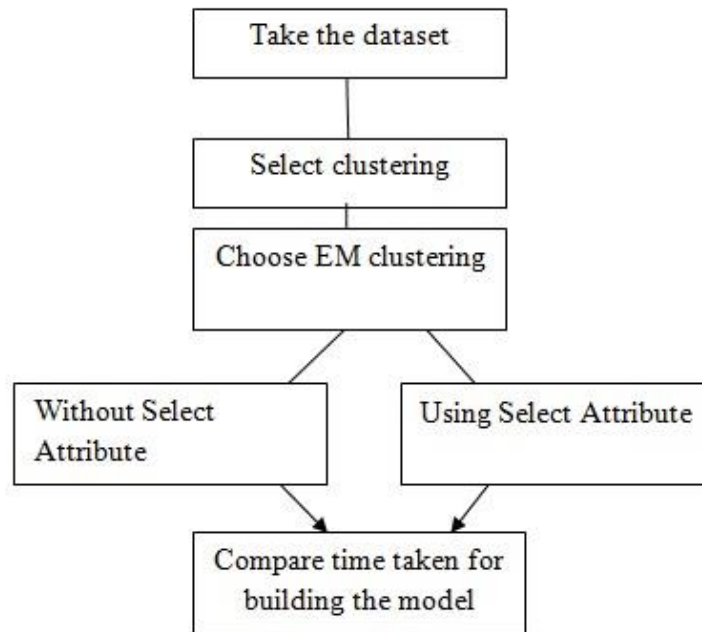 Take the dataset
Select clustering
Choose EM clustering
Without Select
Attribute
Using Select Attribute
Compare time taken for
building the model